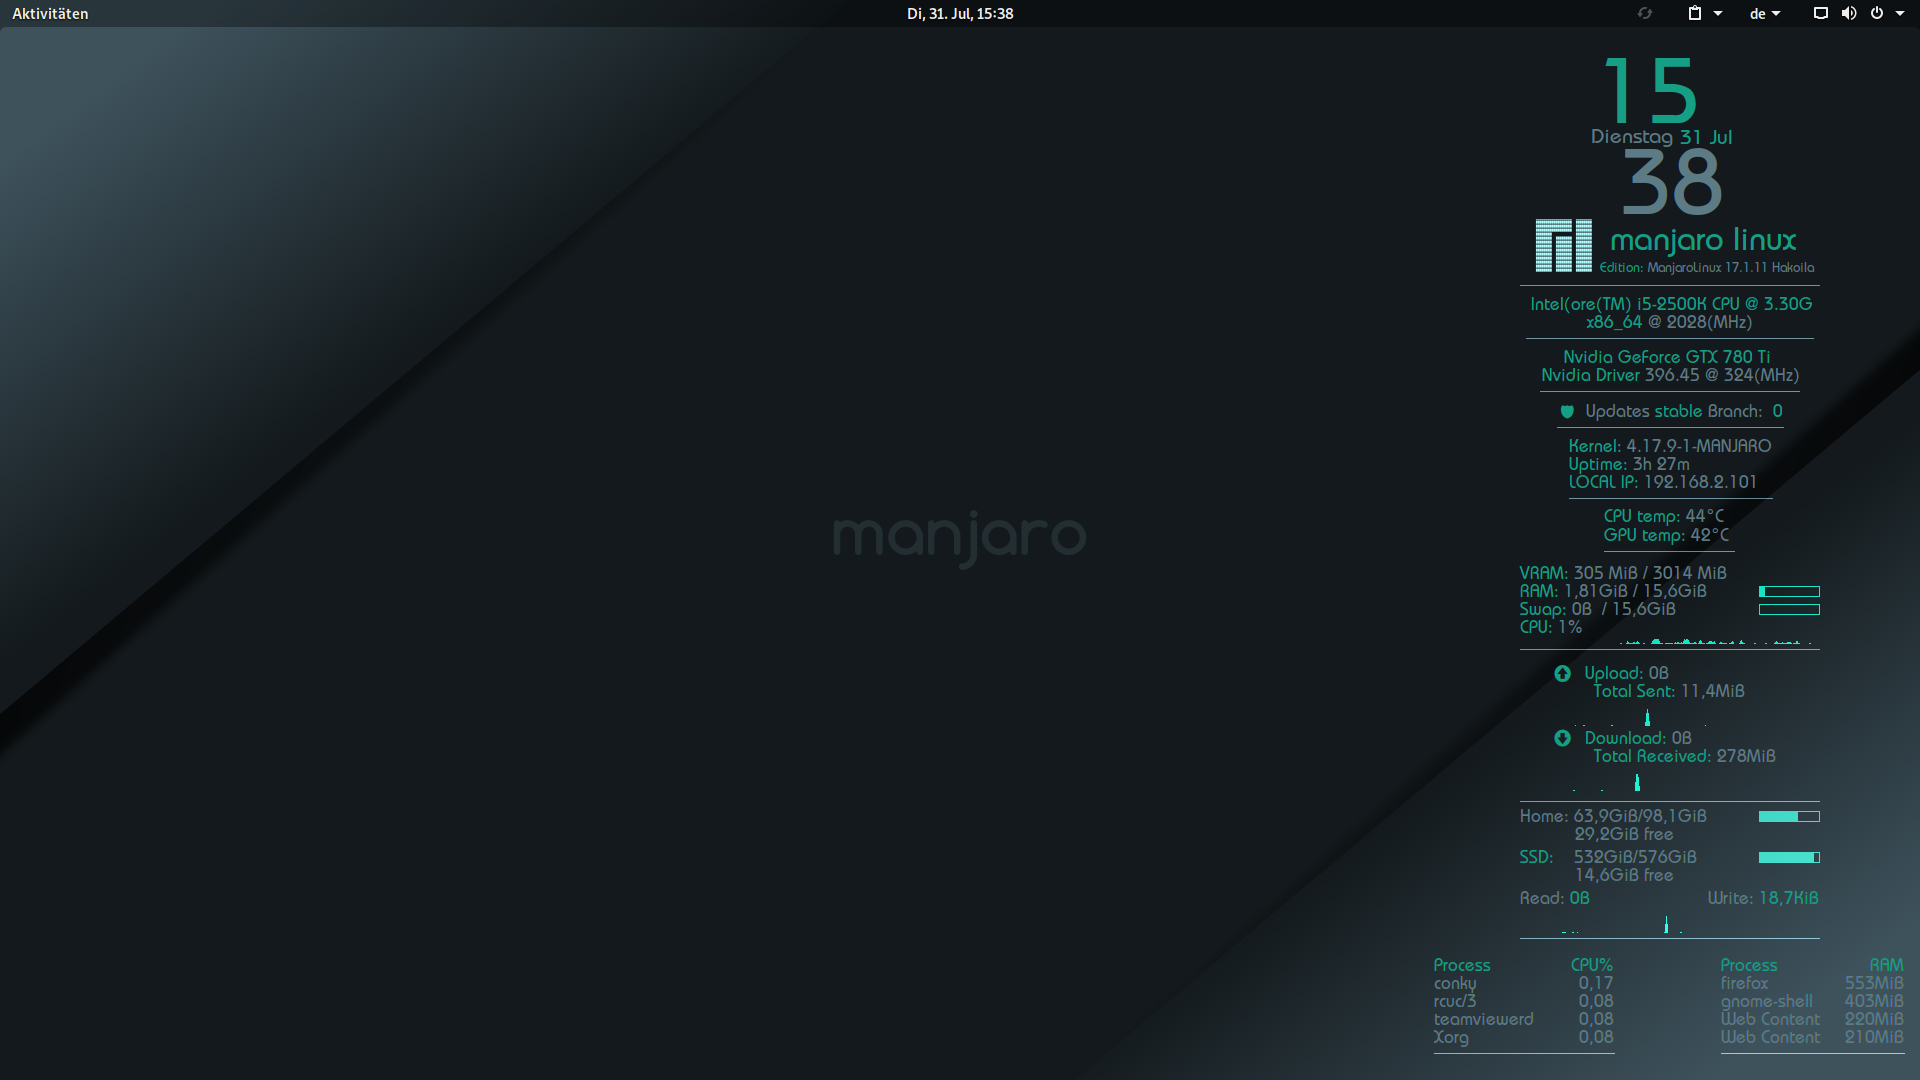 Aktivitäten
Di, 31. Jul, 15:38
de
15
Dienstag 31 Jul
38
manjaro linux
Edition: ManjaroLinux 17.1.11 Hakoila
Intel(ore(TM) i5-2500K CPU @ 3.30G
x86_64 @ 2028(MHz)
Nvidia GeForce GTX 780 Ti
Nvidia Driver 396.45 @ 324(MHz)
Updates stable Branch: 0
Kernel: 4.17.9-1-MANJARO
Uptime: 3h 27m
LOCAL IP: 192.168.2.101
manjaro
CPU temp: 44°C
GPU temp: 42°C
VRAM: 305 MiB / 3014 MiB
RAM: 1,81GiB / 15,6GiB
Swap: 0B / 15,6GiB
CPU: 1%
Upload: 0B
Total Sent: 11,4MiB
Download: 0B
Total Received: 278MiB
Home: 63,9GiB/98,1GiB
29,2GiB free
SSD: 532GiB/576GiB
14,6GiB free
Read: 0B Write: 18,7KiB
Process CPU%
conky 0,17
rcuc/3 0,08
teamviewerd 0,08
Xorg 0,08
Process RAM
firefox 553MiB
gnome-shell 403MiB
Web Content 220MiB
Web Content 210MiB